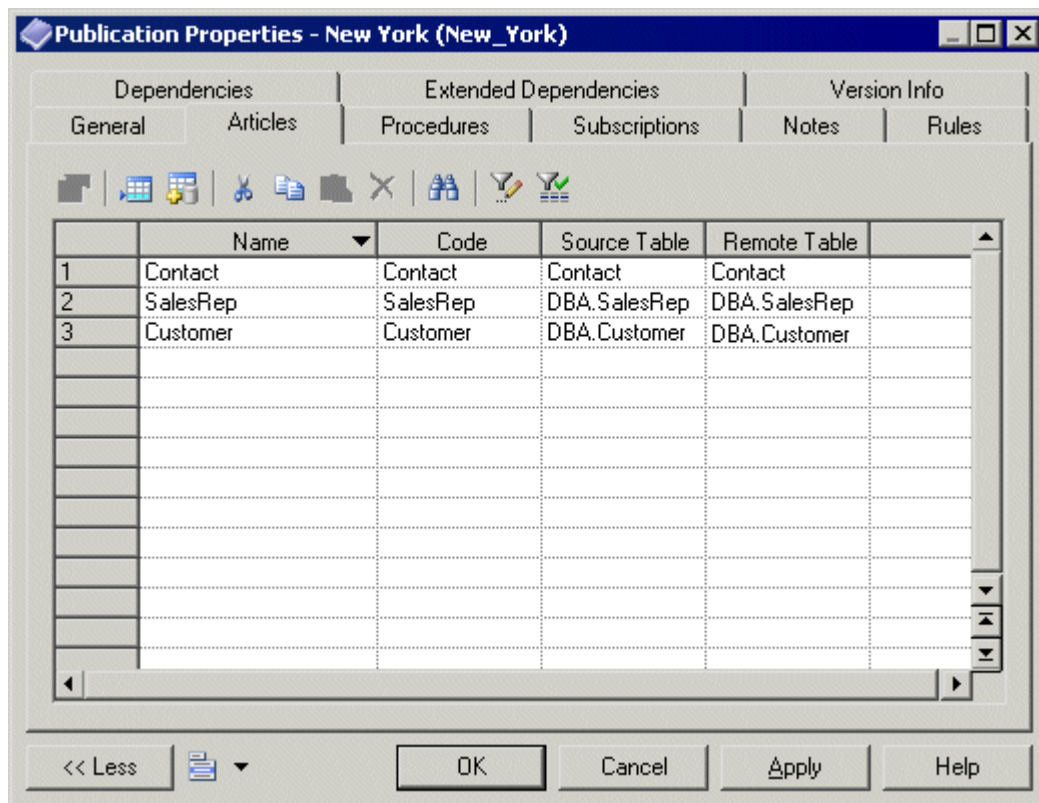 Publication Properties - New York (New_York)
Dependencies Extended Dependencies Version Info
General Articles Procedures Subscriptions Notes Rules
Name Code Source Table Remote Table
1 Contact Contact Contact Contact
2 SalesRep SalesRep DBA.SalesRep DBA.SalesRep
3 Customer Customer DBA.Customer DBA.Customer
<< Less OK Cancel Apply Help